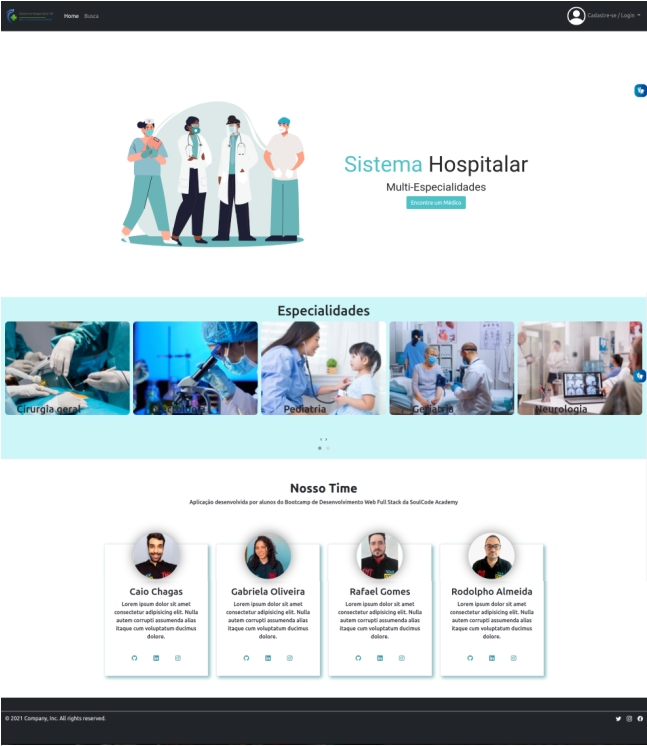 Home Busca
Cadastre-se / Login
Sistema Hospitalar
Multi-Especialidades
Encontre um Médico
Especialidades
Cirurgia geral
Pediatria
Geriatria
Neurologia
Nosso Time
Aplicação desenvolvida por alunos do Bootcamp de Desenvolvimento Web Full Stack da SoulCode Academy
Caio Chagas
Lorem ipsum dolor sit amet
consectetur adipisicing elit. Nulla
autem corrupti assumenda alias
itaque cum voluptatum ducimus
dolore.
Gabriela Oliveira
Lorem ipsum dolor sit amet
consectetur adipisicing elit. Nulla
autem corrupti assumenda alias
itaque cum voluptatum ducimus
dolore.
Rafael Gomes
Lorem ipsum dolor sit amet
consectetur adipisicing elit. Nulla
autem corrupti assumenda alias
itaque cum voluptatum ducimus
dolore.
Rodolpho Almeida
Lorem ipsum dolor sit amet
consectetur adipisicing elit. Nulla
autem corrupti assumenda alias
itaque cum voluptatum ducimus
dolore.
© 2021 Company, Inc. All rights reserved.